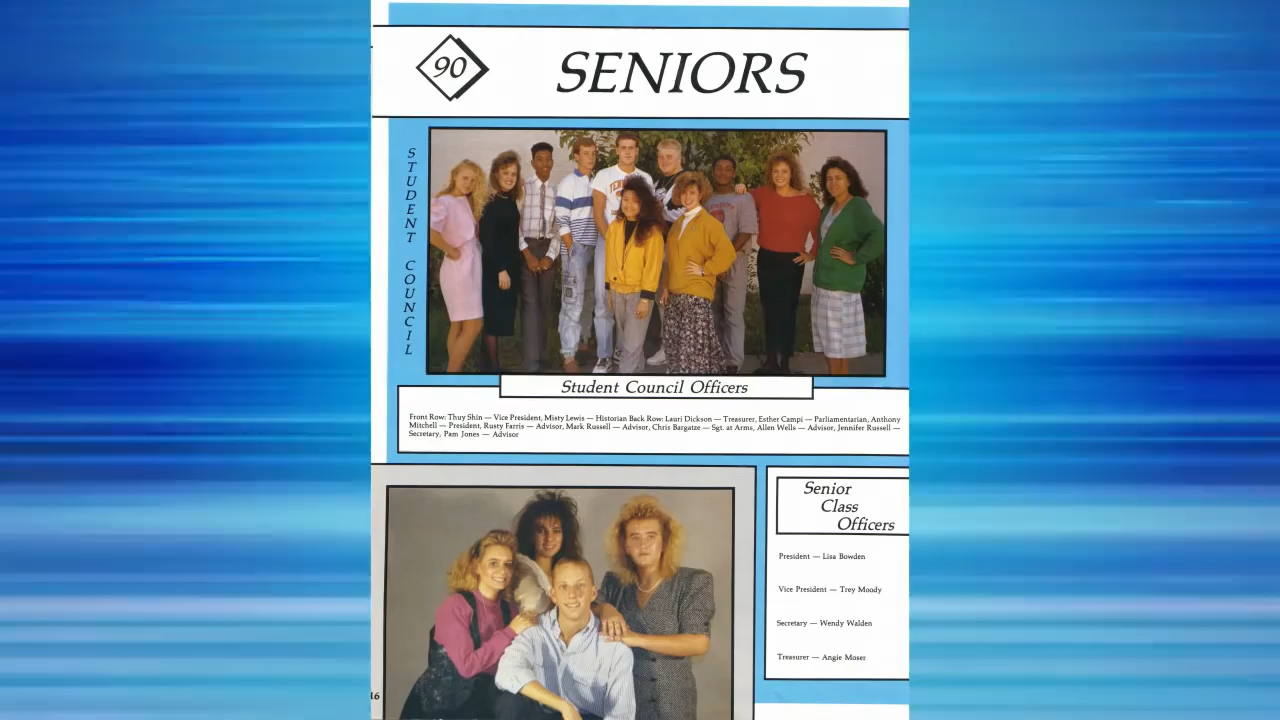 90
SENIORS
STUDENT COUNCIL
Student Council Officers
Front Row: Thuy Shin — Vice President, Misty Lewis — Historian Back Row: Lauri Dickson — Treasurer, Esther Campi — Parliamentarian, Anthony
Mitchell — President, Rusty Farris — Advisor, Mark Russell — Advisor, Chris Bargatze — Sgt. at Arms, Allen Wells — Advisor, Jennifer Russell —
Secretary, Pam Jones — Advisor
Senior
Class
Officers
President — Lisa Bowden
Vice President — Trey Moody
Secretary — Wendy Walden
Treasurer — Angie Moser
16